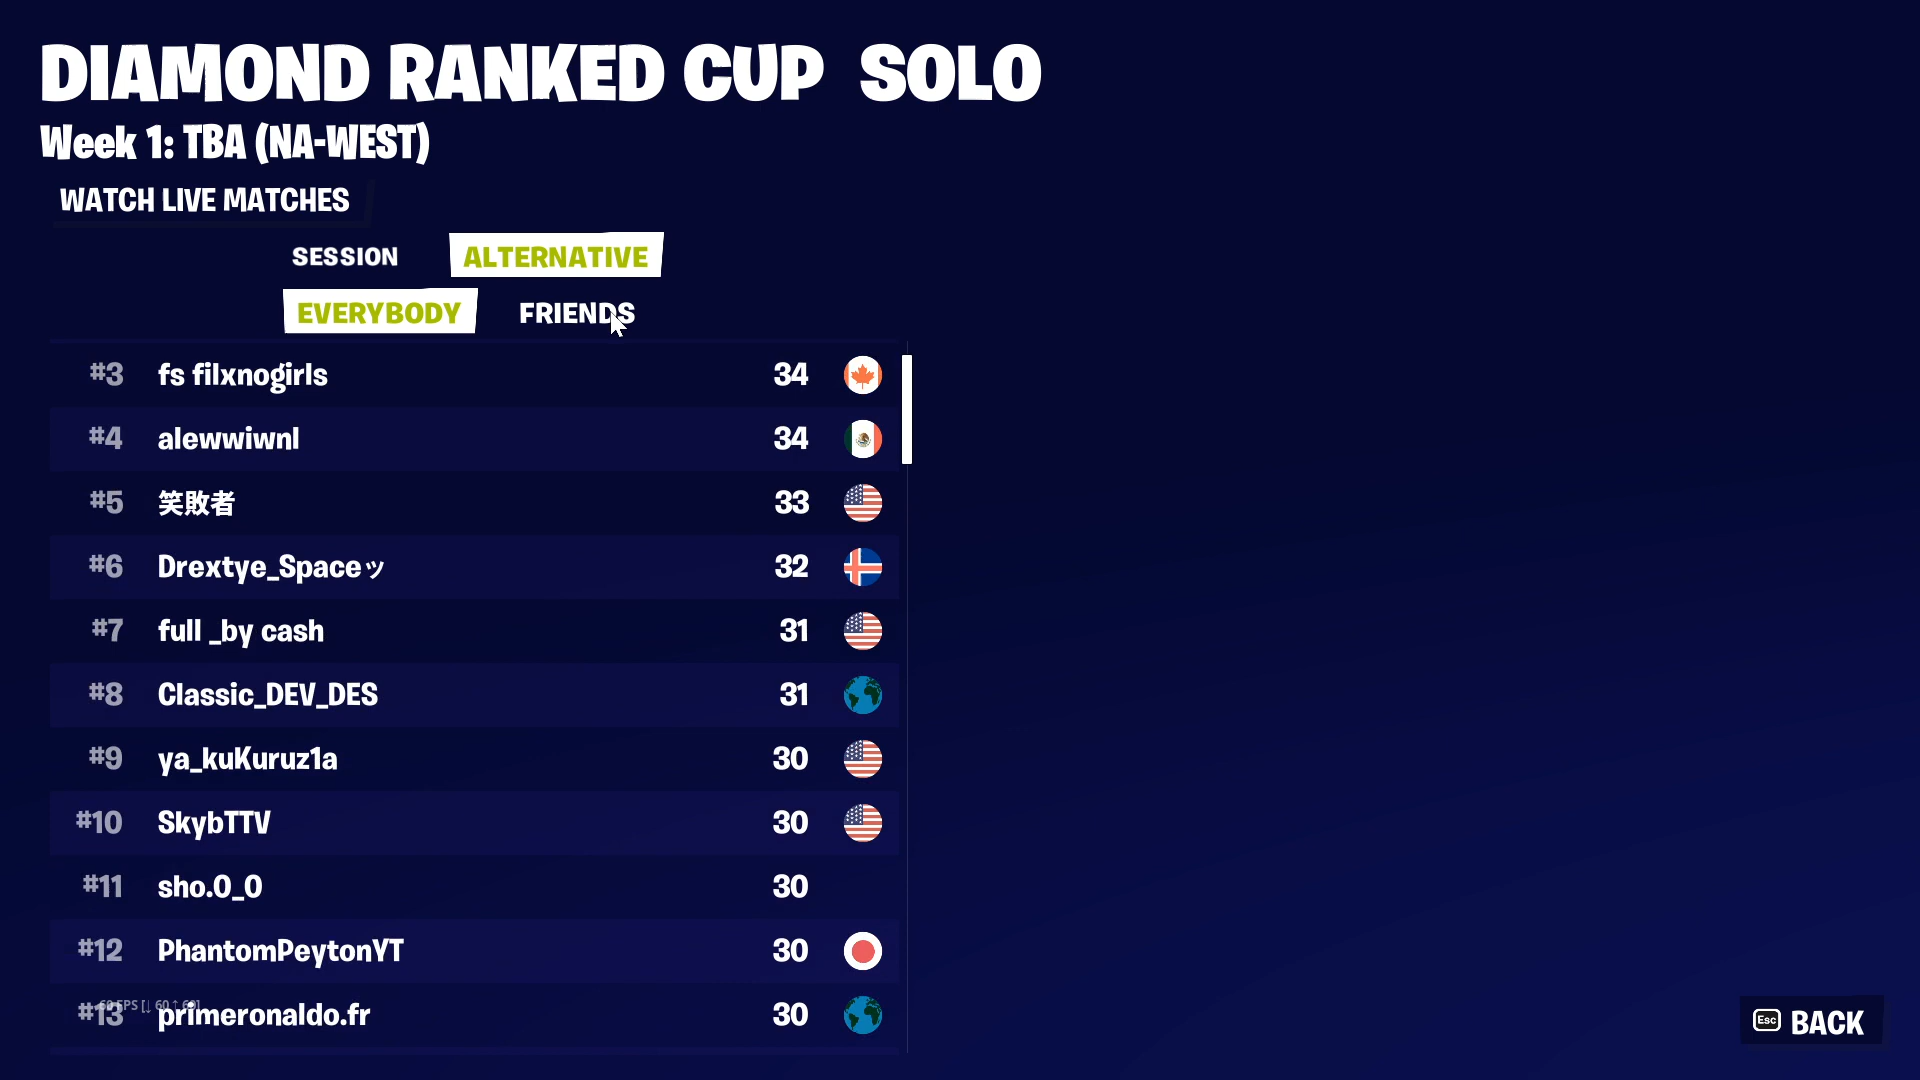 DIAMOND RANKED CUP SOLO
Week 1: TBA (NA-WEST)
WATCH LIVE MATCHES
SESSION ALTERNATIVE
EVERYBODY FRIENDS
#3 fs filxnogirls 34
#4 alewwiwnl 34
#5 笑敗者 33
#6 Drextye_Spaceッ 32
#7 full _by cash 31
#8 Classic_DEV_DES 31
#9 ya_kuKuruz1a 30
#10 SkybTTV 30
#11 sho.0_0 30
#12 PhantomPeytonYT 30
#13 primeronaldo.fr 30
Esc BACK